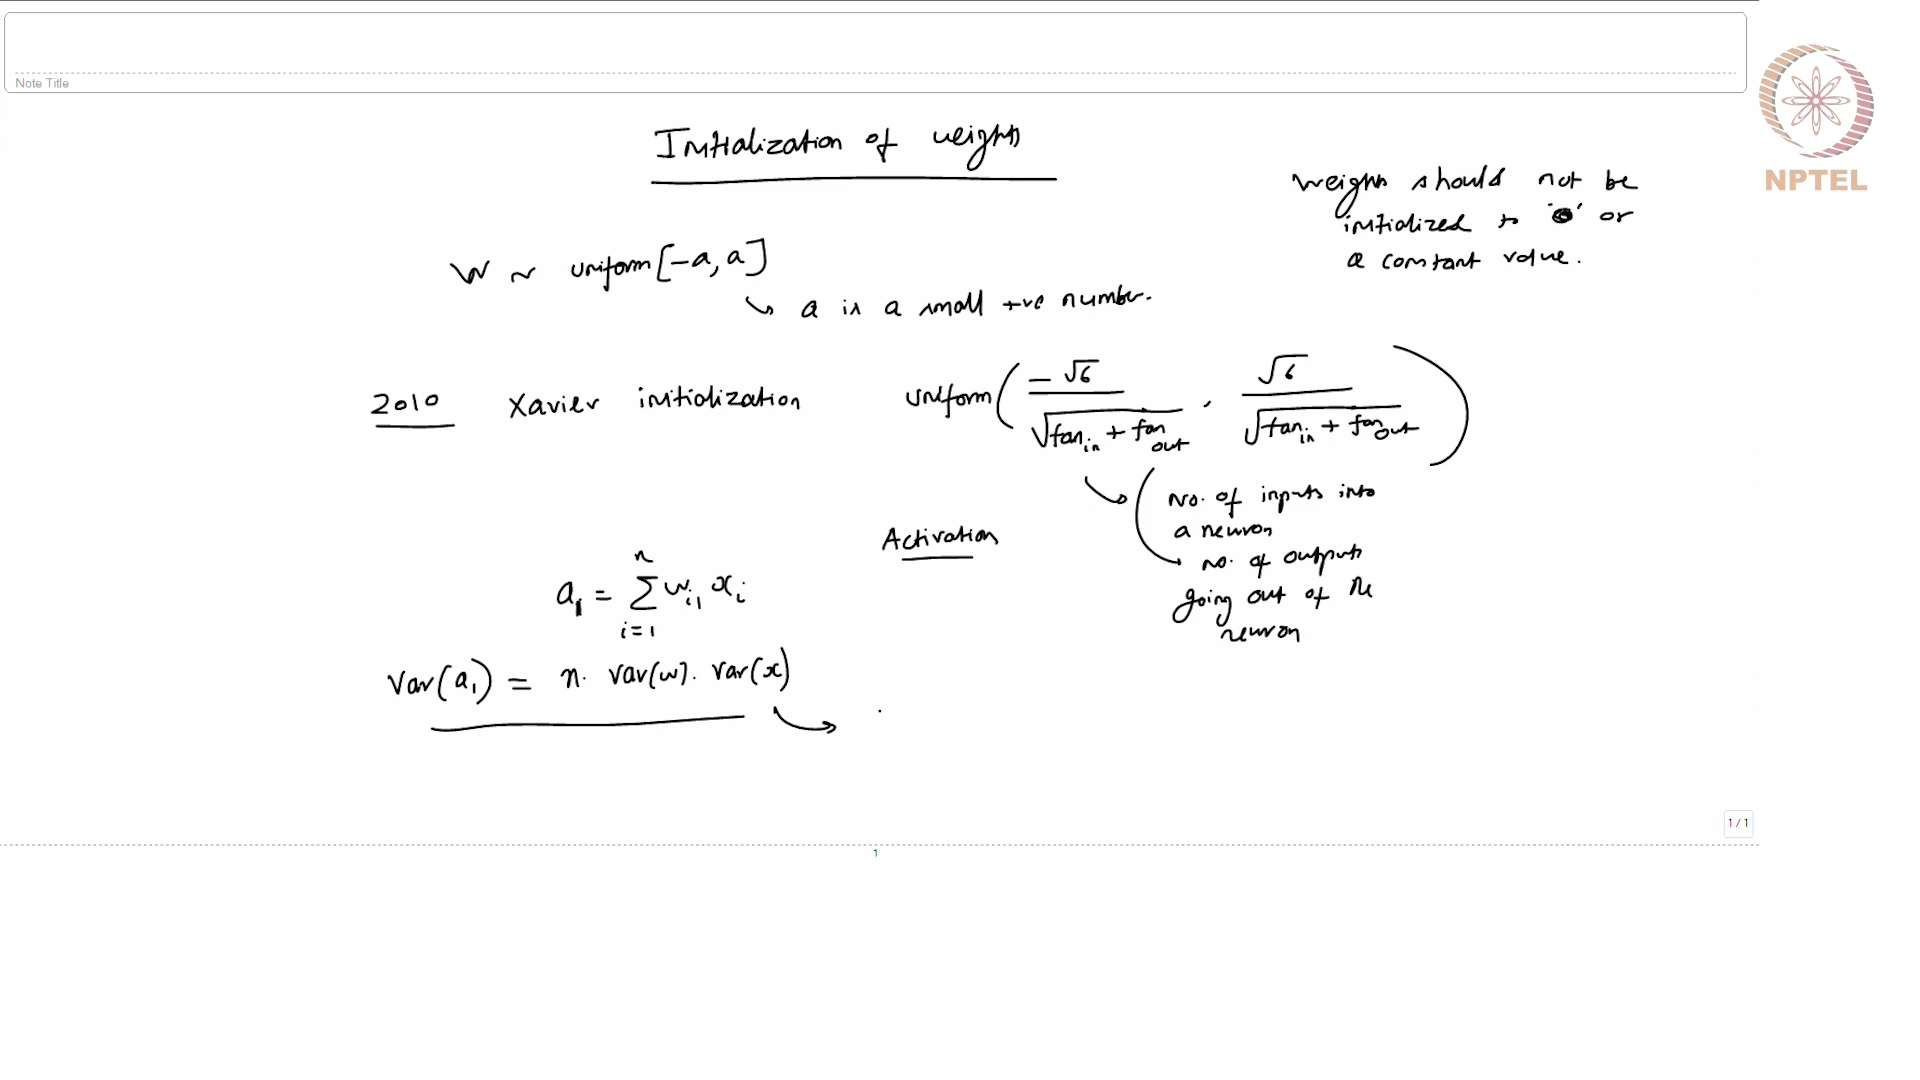 Note Title
NPTEL
Initialization of weights
weights should not be
initialized to '0' or
a constant value.
W ~ uniform[-a, a]
↳ a is a small +ve number.
2010 Xavier initialization uniform( -√6 / √(fan_in + fan_out) , √6 / √(fan_in + fan_out) )
No. of inputs into
a neuron
no. of outputs
going out of the
neuron
Activation
a₁ = Σ_{i=1}^{n} w_{i1} x_i
Var(a₁) = n. Var(w). Var(x)
1 / 1
1